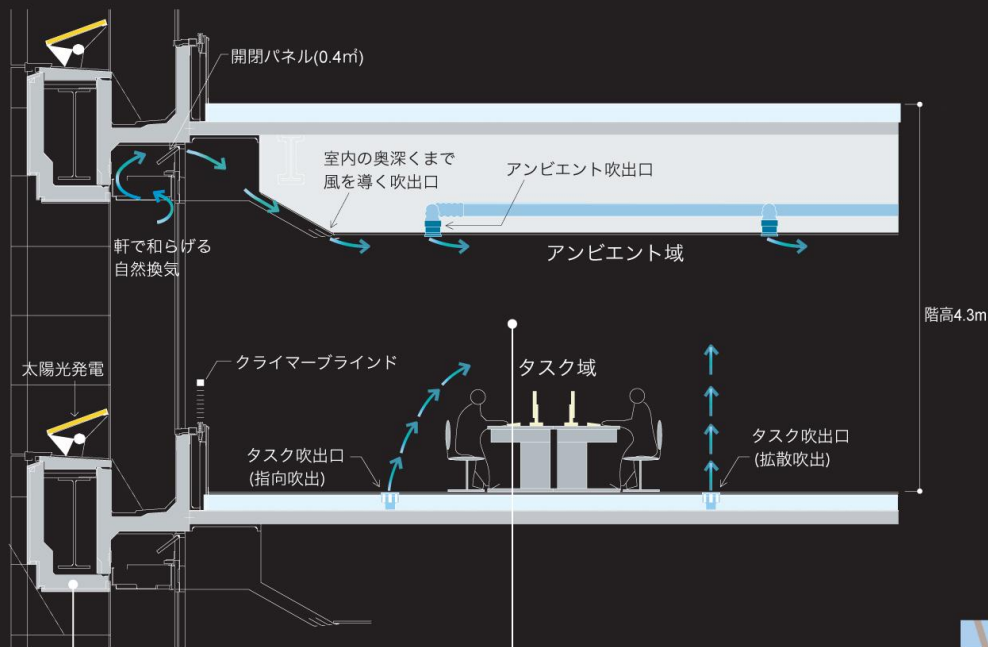 開閉パネル(0.4㎡)
室内の奥深くまで
風を導く吹出口
アンビエント吹出口
軒で和らげる
自然換気
アンビエント域
階高4.3m
太陽光発電
クライマーブラインド
タスク域
タスク吹出口
(指向吹出)
タスク吹出口
(拡散吹出)